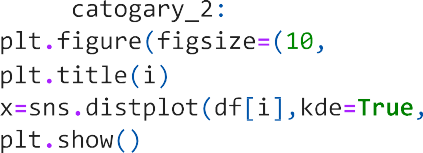 catogary_2:
plt.figure(figsize=(10,
plt.title(i)
x=sns.distplot(df[i],kde=True,
plt.show()